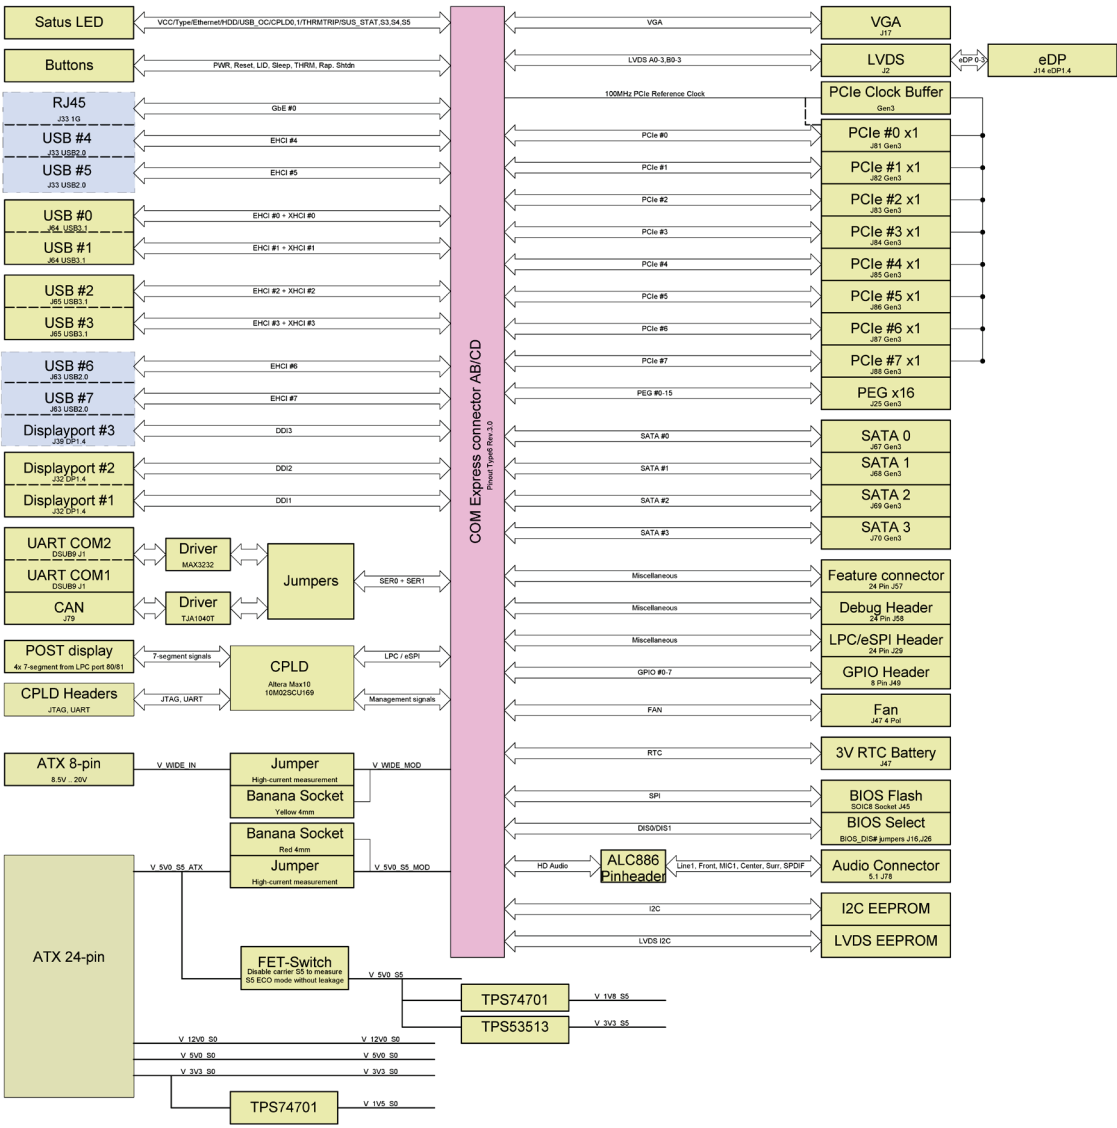 Satus LED
VCC/Type/Ethernet/HDD/USB_OC/CPLD0,1/THRMTRIP/SUS_STAT,S3,S4,S5
Buttons
PWR, Reset, LID, Sleep, THRM, Rap. Shtdn
RJ45
J33 1G
GbE #0
USB #4
J33 USB2.0
EHCI #4
USB #5
J33 USB2.0
EHCI #5
USB #0
J64 USB3.1
EHCI #0 + XHCI #0
USB #1
J64 USB3.1
EHCI #1 + XHCI #1
USB #2
J65 USB3.1
EHCI #2 + XHCI #2
USB #3
J65 USB3.1
EHCI #3 + XHCI #3
USB #6
J63 USB2.0
EHCI #6
USB #7
J63 USB2.0
EHCI #7
Displayport #3
J39 DP1.4
DDI3
Displayport #2
J32 DP1.4
DDI2
Displayport #1
J32 DP1.4
DDI1
UART COM2
DSUB9 J1
Driver
MAX3232
UART COM1
DSUB9 J1
Jumpers
SER0 + SER1
CAN
J79
Driver
TJA1040T
POST display
4x 7-segment from LPC port 80/81
7-segment signals
CPLD
Altera Max10
10M02SCU169
LPC / eSPI
CPLD Headers
JTAG, UART
JTAG, UART
Management signals
ATX 8-pin
8.5V .. 20V
V_WIDE_IN
Jumper
High-current measurement
V_WIDE_MOD
Banana Socket
Yellow 4mm
Banana Socket
Red 4mm
V_5V0_S5_ATX
Jumper
High-current measurement
V_5V0_S5_MOD
ATX 24-pin
FET-Switch
Disable carrier S5 to measure
S5 ECO mode without leakage
V_5V0_S5
TPS74701
V_1V8_S5
TPS53513
V_3V3_S5
V_12V0_S0
V_12V0_S0
V_5V0_S0
V_5V0_S0
V_3V3_S0
V_3V3_S0
TPS74701
V_1V5_S0
COM Express connector AB/CD
Pinout Type6 Rev.3.0
VGA
VGA
J17
LVDS A0-3,B0-3
LVDS
J2
eDP 0-3
eDP
J14 eDP1.4
100MHz PCIe Reference Clock
PCIe Clock Buffer
Gen3
PCIe #0
PCIe #0 x1
J81 Gen3
PCIe #1
PCIe #1 x1
J82 Gen3
PCIe #2
PCIe #2 x1
J83 Gen3
PCIe #3
PCIe #3 x1
J84 Gen3
PCIe #4
PCIe #4 x1
J85 Gen3
PCIe #5
PCIe #5 x1
J86 Gen3
PCIe #6
PCIe #6 x1
J87 Gen3
PCIe #7
PCIe #7 x1
J88 Gen3
PEG #0-15
PEG x16
J25 Gen3
SATA #0
SATA 0
J67 Gen3
SATA #1
SATA 1
J68 Gen3
SATA #2
SATA 2
J69 Gen3
SATA #3
SATA 3
J70 Gen3
Miscellaneous
Feature connector
24 Pin J57
Miscellaneous
Debug Header
24 Pin J58
Miscellaneous
LPC/eSPI Header
24 Pin J29
GPIO #0-7
GPIO Header
8 Pin J49
FAN
Fan
J47 4 Pol
RTC
3V RTC Battery
J47
SPI
BIOS Flash
SOIC8 Socket J45
DIS0/DIS1
BIOS Select
BIOS_DIS# jumpers J16,J26
HD Audio
ALC886
Pinheader
Line1, Front, MIC1, Center, Surr, SPDIF
Audio Connector
5.1 J78
I2C
I2C EEPROM
LVDS I2C
LVDS EEPROM